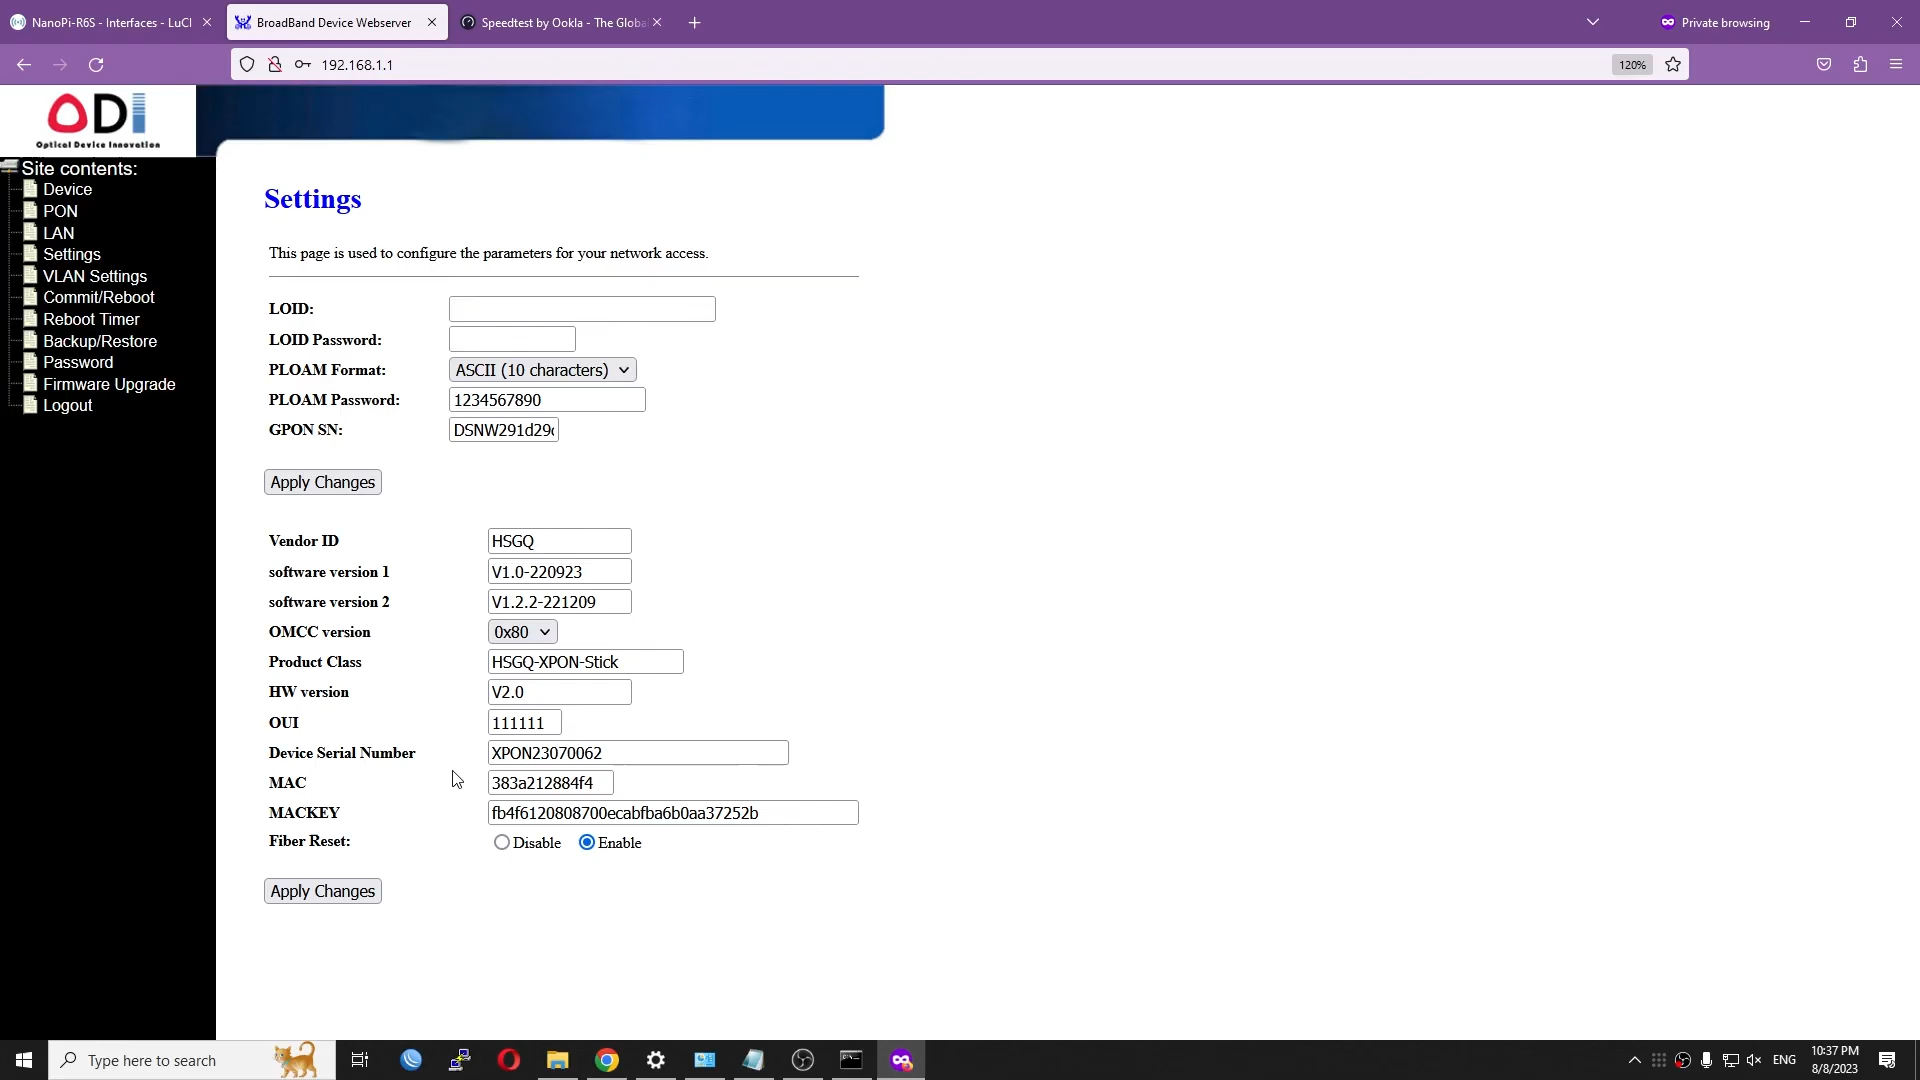 NanoPi-R6S - Interfaces - LuCI
BroadBand Device Webserver
Speedtest by Ookla - The Globa
Private browsing
192.168.1.1
120%
ODI
Optical Device Innovation
Site contents:
Device
PON
LAN
Settings
VLAN Settings
Commit/Reboot
Reboot Timer
Backup/Restore
Password
Firmware Upgrade
Logout
Settings
This page is used to configure the parameters for your network access.
LOID:
LOID Password:
PLOAM Format: ASCII (10 characters)
PLOAM Password: 1234567890
GPON SN: DSNW291d29
Apply Changes
Vendor ID HSGQ
software version 1 V1.0-220923
software version 2 V1.2.2-221209
OMCC version 0x80
Product Class HSGQ-XPON-Stick
HW version V2.0
OUI 111111
Device Serial Number XPON23070062
MAC 383a212884f4
MACKEY fb4f6120808700ecabfba6b0aa37252b
Fiber Reset: Disable Enable
Apply Changes
Type here to search
ENG
10:37 PM
8/8/2023